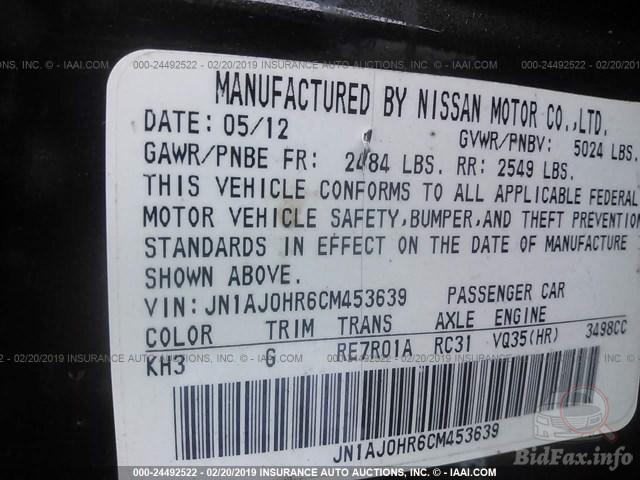 AUCTIONS, INC. - © IAAI.COM
000-24492522 - 02/20/2019 INSURANCE AUTO AUCTIONS, INC. - © IAAI.COM
000-24492522 - 02/20/2019
MANUFACTURED BY NISSAN MOTOR CO.,LTD.
DATE: 05/12 GVWR/PNBV: 5024 LBS.
GAWR/PNBE FR: 2484 LBS. RR: 2549 LBS.
THIS VEHICLE CONFORMS TO ALL APPLICABLE FEDERAL
MOTOR VEHICLE SAFETY,BUMPER,AND THEFT PREVENTION
STANDARDS IN EFFECT ON THE DATE OF MANUFACTURE
SHOWN ABOVE.
VIN: JN1AJ0HR6CM453639 PASSENGER CAR
COLOR TRIM TRANS AXLE ENGINE
KH3 G RE7R01A RC31 VQ35(HR) 3498CC
JN1AJ0HR6CM453639
BidFax.info
000-24492522 - 02/20/2019 INSURANCE AUTO AUCTIONS, INC. - © IAAI.COM